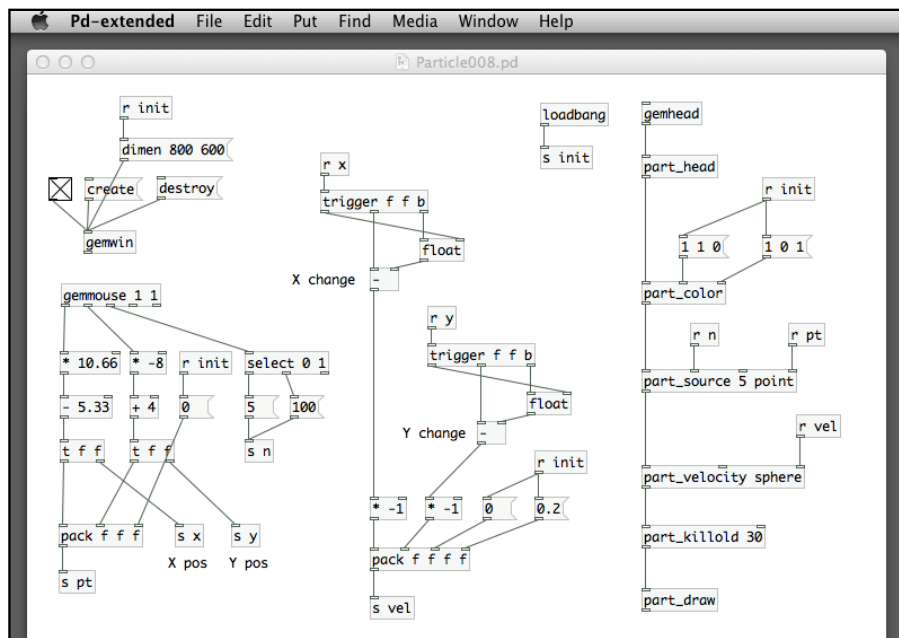 Pd-extended File Edit Put Find Media Window Help
Particle008.pd
r init
dimen 800 600
create
destroy
gemwin
gemmouse 1 1
* 10.66
* -8
r init
select 0 1
- 5.33
+ 4
0
5
100
t f f
t f f
s n
pack f f f
s x
s y
X pos
Y pos
s pt
r x
trigger f f b
float
X change
-
r y
trigger f f b
float
Y change
-
r init
* -1
* -1
0
0.2
pack f f f f
s vel
loadbang
s init
gemhead
part_head
r init
1 1 0
1 0 1
part_color
r n
r pt
part_source 5 point
r vel
part_velocity sphere
part_killold 30
part_draw